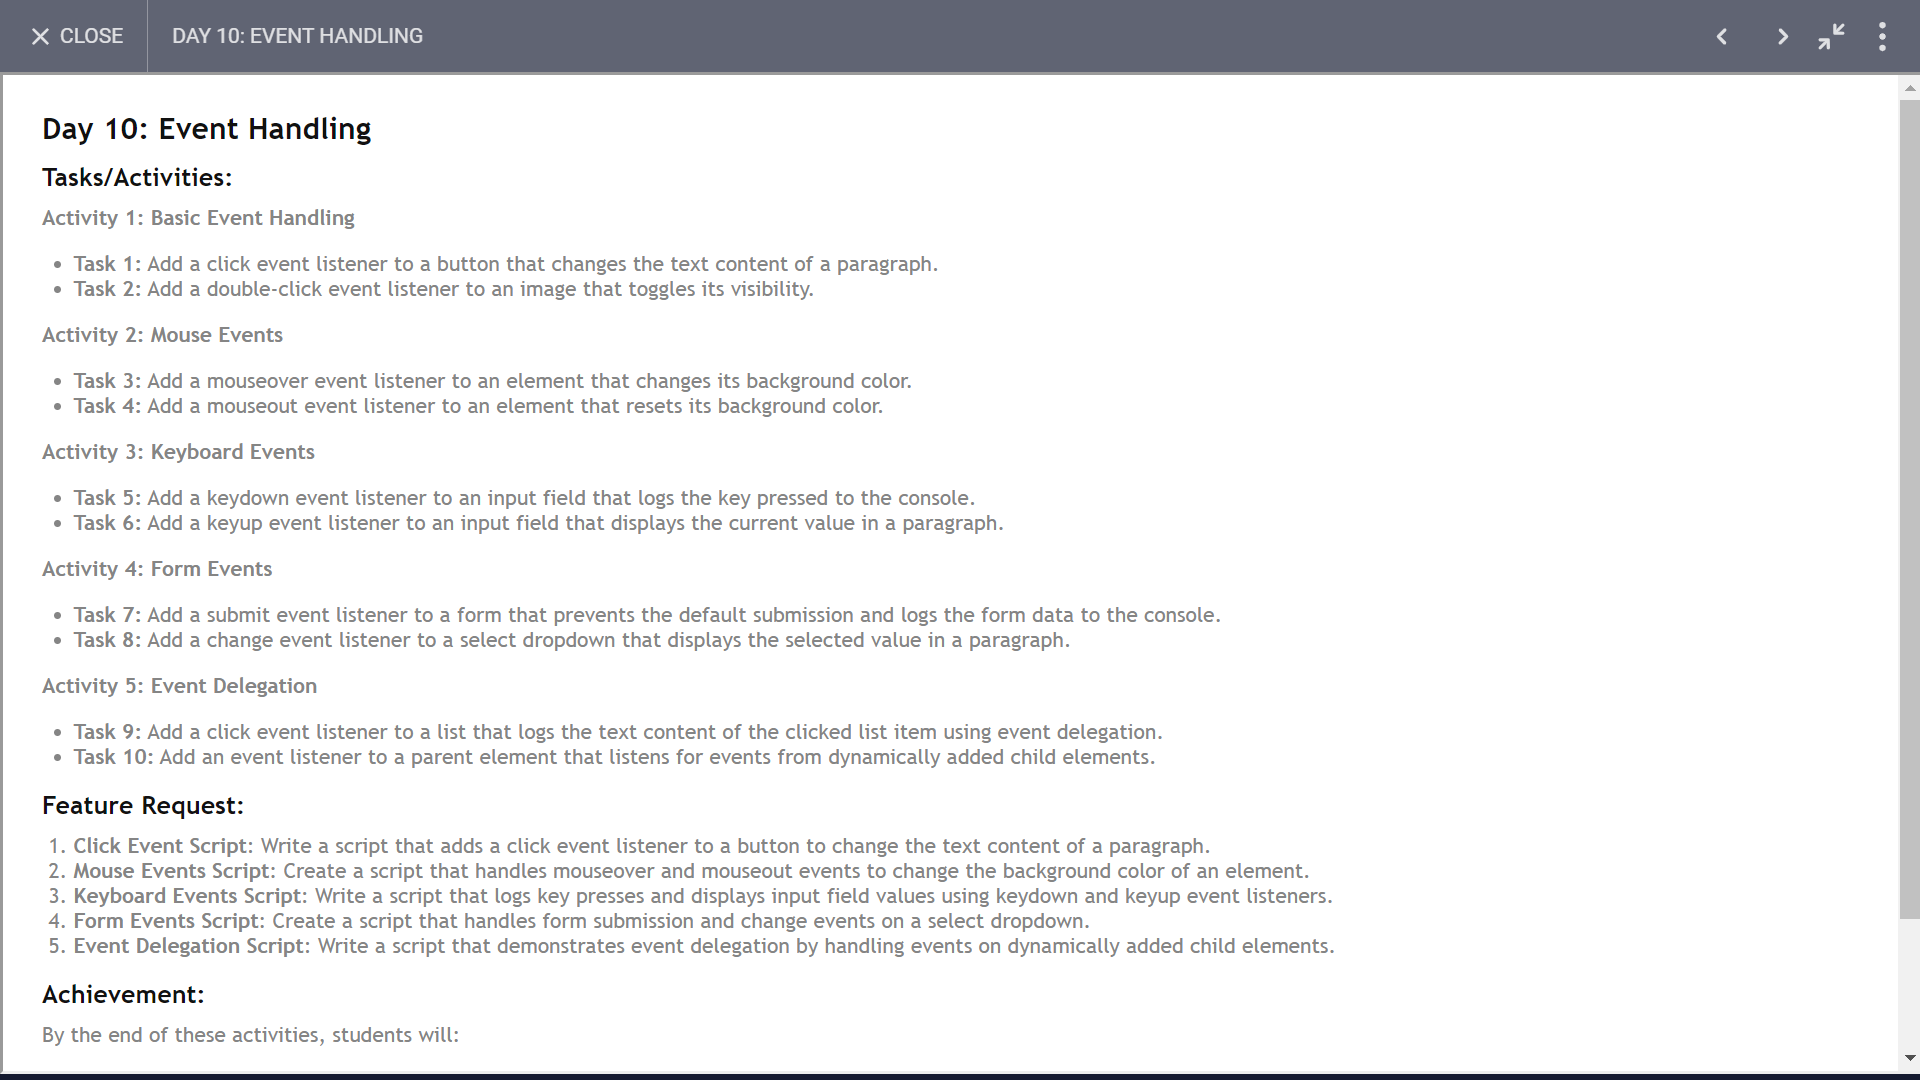 CLOSE
DAY 10: EVENT HANDLING
Day 10: Event Handling
Tasks/Activities:
Activity 1: Basic Event Handling
• Task 1: Add a click event listener to a button that changes the text content of a paragraph.
• Task 2: Add a double-click event listener to an image that toggles its visibility.
Activity 2: Mouse Events
• Task 3: Add a mouseover event listener to an element that changes its background color.
• Task 4: Add a mouseout event listener to an element that resets its background color.
Activity 3: Keyboard Events
• Task 5: Add a keydown event listener to an input field that logs the key pressed to the console.
• Task 6: Add a keyup event listener to an input field that displays the current value in a paragraph.
Activity 4: Form Events
• Task 7: Add a submit event listener to a form that prevents the default submission and logs the form data to the console.
• Task 8: Add a change event listener to a select dropdown that displays the selected value in a paragraph.
Activity 5: Event Delegation
• Task 9: Add a click event listener to a list that logs the text content of the clicked list item using event delegation.
• Task 10: Add an event listener to a parent element that listens for events from dynamically added child elements.
Feature Request:
1. Click Event Script: Write a script that adds a click event listener to a button to change the text content of a paragraph.
2. Mouse Events Script: Create a script that handles mouseover and mouseout events to change the background color of an element.
3. Keyboard Events Script: Write a script that logs key presses and displays input field values using keydown and keyup event listeners.
4. Form Events Script: Create a script that handles form submission and change events on a select dropdown.
5. Event Delegation Script: Write a script that demonstrates event delegation by handling events on dynamically added child elements.
Achievement:
By the end of these activities, students will: